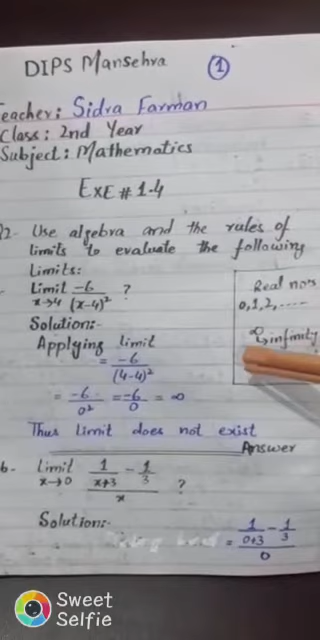 DIPS Mansehra ①
Teacher: Sidra Farman
Class: 2nd Year
Subject: Mathematics
Exe # 1.4
Q2- Use algebra and the rules of
limits to evaluate the following
Limits:
Limit x→4 -6/(x-4)² ?
Real no's
0,1,2,----
∞, infinity
Solution:-
Applying limit
= -6/(4-4)²
= -6/0² = -6/0 = ∞
Thus limit does not exist
Answer
b- Limit x→0 (1/(x+3) - 1/3)/x ?
Solution:-
= (1/(0+3) - 1/3)/0
Sweet
Selfie